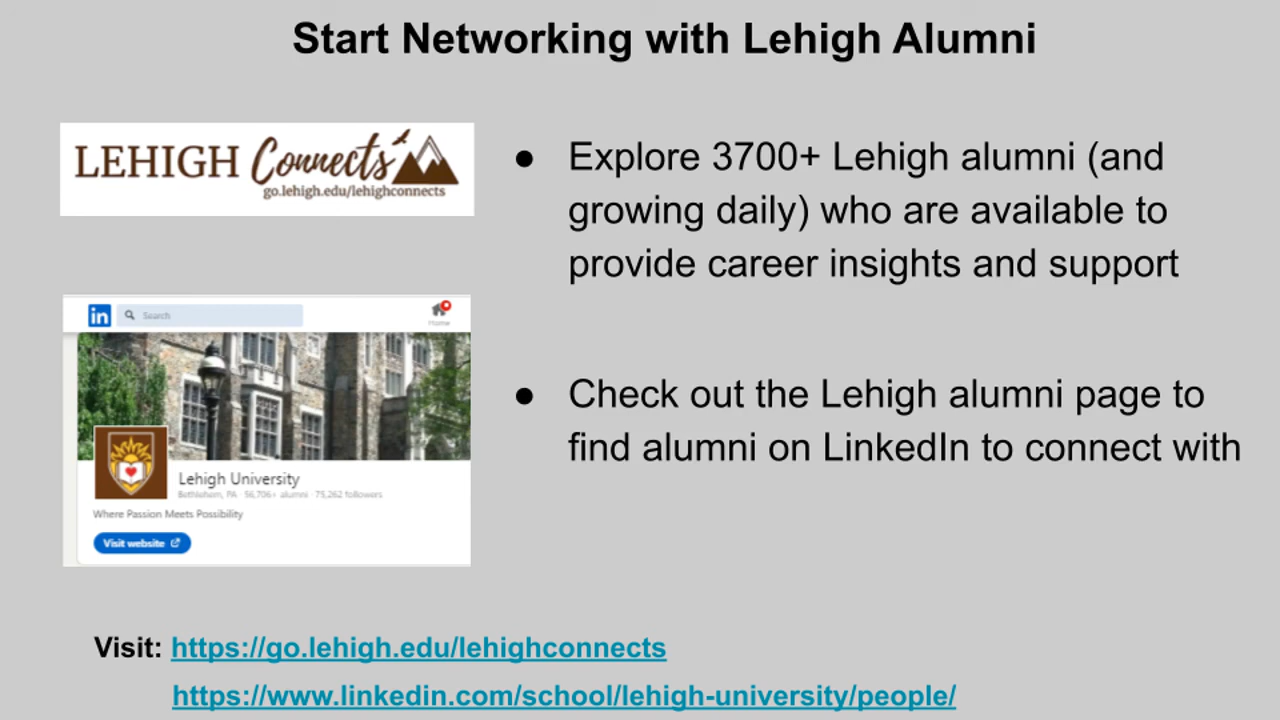 Start Networking with Lehigh Alumni
LEHIGH Connects
go.lehigh.edu/lehighconnects
● Explore 3700+ Lehigh alumni (and
growing daily) who are available to
provide career insights and support
in Search
Home
Lehigh University
Bethlehem, PA · 56,706+ alumni · 75,262 followers
Where Passion Meets Possibility
Visit website
● Check out the Lehigh alumni page to
find alumni on LinkedIn to connect with
Visit: https://go.lehigh.edu/lehighconnects
https://www.linkedin.com/school/lehigh-university/people/